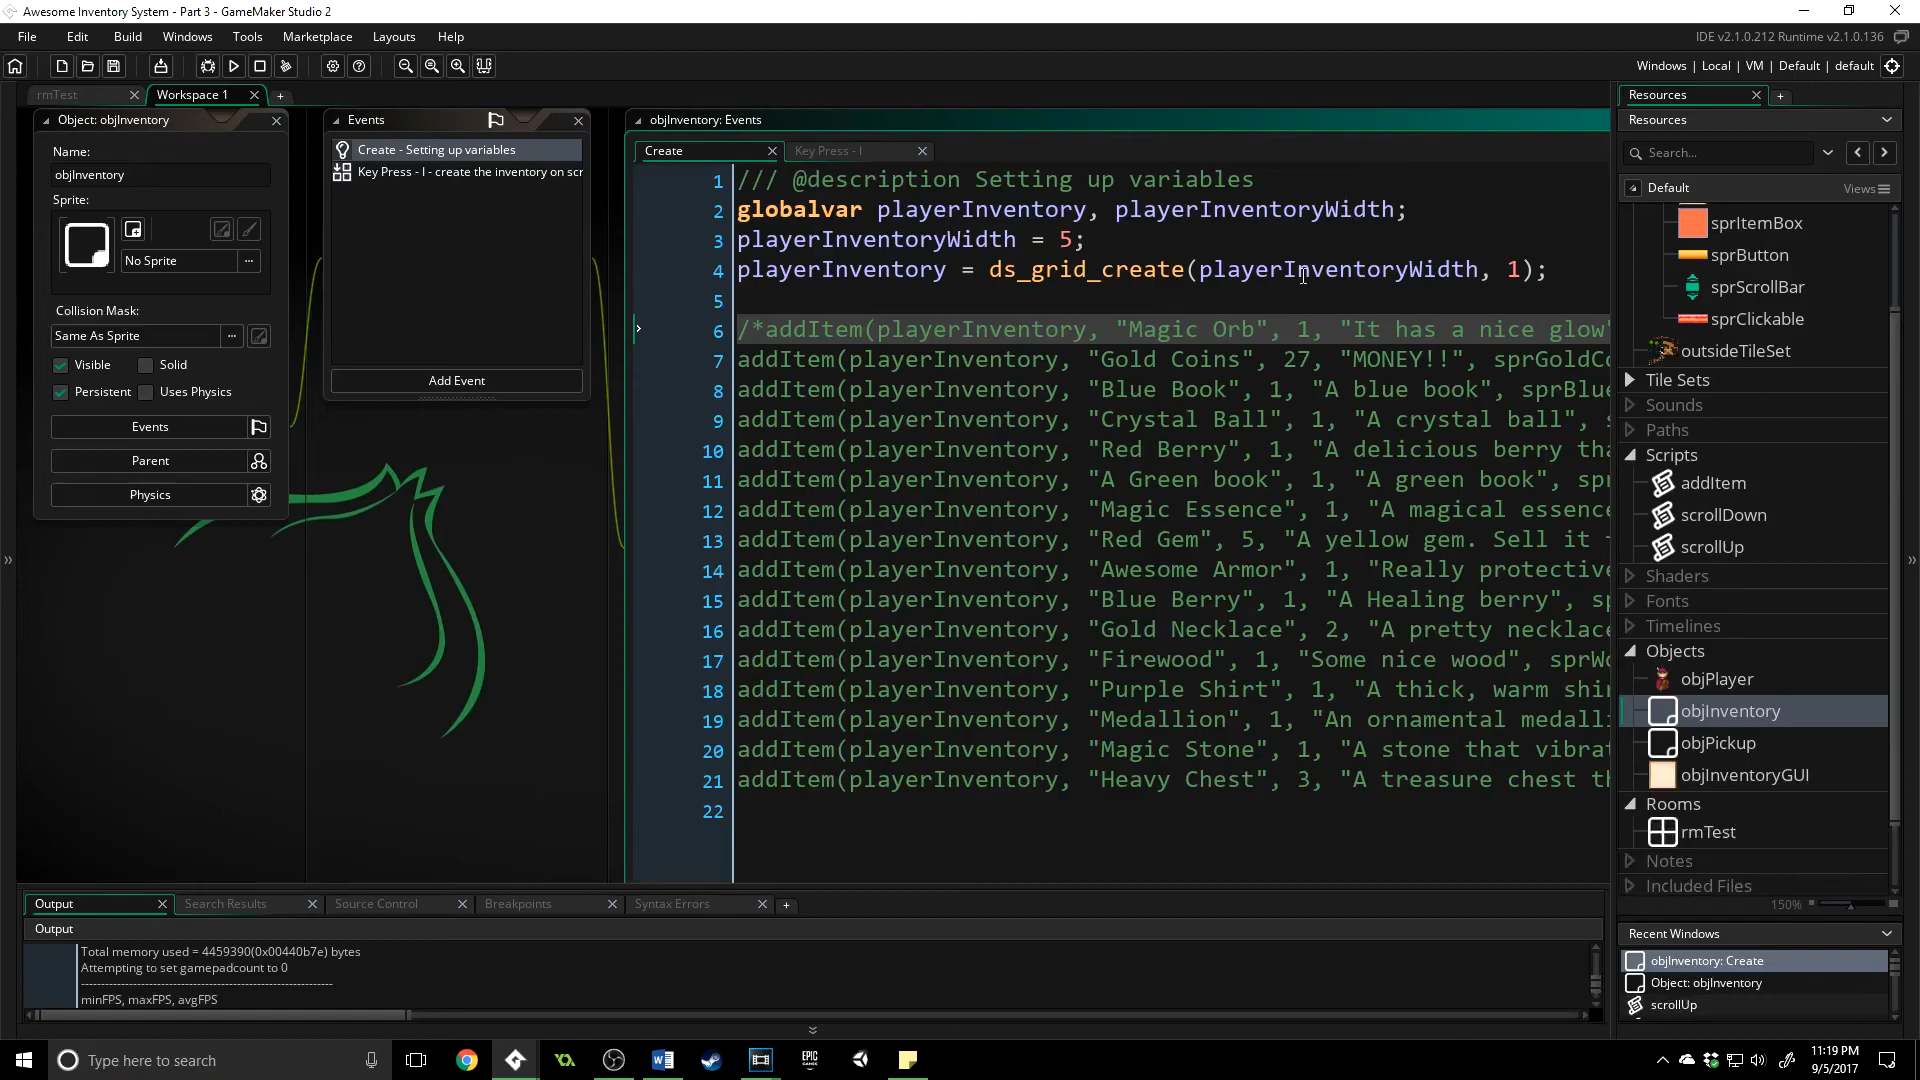 Awesome Inventory System - Part 3 - GameMaker Studio 2
File Edit Build Windows Tools Marketplace Layouts Help
IDE v2.1.0.212 Runtime v2.1.0.136
Windows | Local | VM | Default | default
rmTest
Workspace 1
Object: objInventory
Name:
objInventory
Sprite:
No Sprite
Collision Mask:
Same As Sprite
Visible Solid
Persistent Uses Physics
Events
Parent
Physics
Events
Create - Setting up variables
Key Press - I - create the inventory on scr
Add Event
objInventory: Events
Create
Key Press - I
1 /// @description Setting up variables
2 globalvar playerInventory, playerInventoryWidth;
3 playerInventoryWidth = 5;
4 playerInventory = ds_grid_create(playerInventoryWidth, 1);
5
6 /*addItem(playerInventory, "Magic Orb", 1, "It has a nice glow"
7 addItem(playerInventory, "Gold Coins", 27, "MONEY!!", sprGoldCo
8 addItem(playerInventory, "Blue Book", 1, "A blue book", sprBlue
9 addItem(playerInventory, "Crystal Ball", 1, "A crystal ball", s
10 addItem(playerInventory, "Red Berry", 1, "A delicious berry tha
11 addItem(playerInventory, "A Green book", 1, "A green book", spr
12 addItem(playerInventory, "Magic Essence", 1, "A magical essence
13 addItem(playerInventory, "Red Gem", 5, "A yellow gem. Sell it
14 addItem(playerInventory, "Awesome Armor", 1, "Really protective
15 addItem(playerInventory, "Blue Berry", 1, "A Healing berry", sp
16 addItem(playerInventory, "Gold Necklace", 2, "A pretty necklace
17 addItem(playerInventory, "Firewood", 1, "Some nice wood", sprWo
18 addItem(playerInventory, "Purple Shirt", 1, "A thick, warm shir
19 addItem(playerInventory, "Medallion", 1, "An ornamental medalli
20 addItem(playerInventory, "Magic Stone", 1, "A stone that vibrat
21 addItem(playerInventory, "Heavy Chest", 3, "A treasure chest th
22
Output
Search Results
Source Control
Breakpoints
Syntax Errors
Output
Total memory used = 4459390(0x00440b7e) bytes
Attempting to set gamepadcount to 0
------------------------------------------------------------
minFPS, maxFPS, avgFPS
Resources
Resources
Search...
Default
Views
sprItemBox
sprButton
sprScrollBar
sprClickable
outsideTileSet
Tile Sets
Sounds
Paths
Scripts
addItem
scrollDown
scrollUp
Shaders
Fonts
Timelines
Objects
objPlayer
objInventory
objPickup
objInventoryGUI
Rooms
rmTest
Notes
Included Files
150%
Recent Windows
objInventory: Create
Object: objInventory
scrollUp
Type here to search
EPIC
GAMES
11:19 PM
9/5/2017